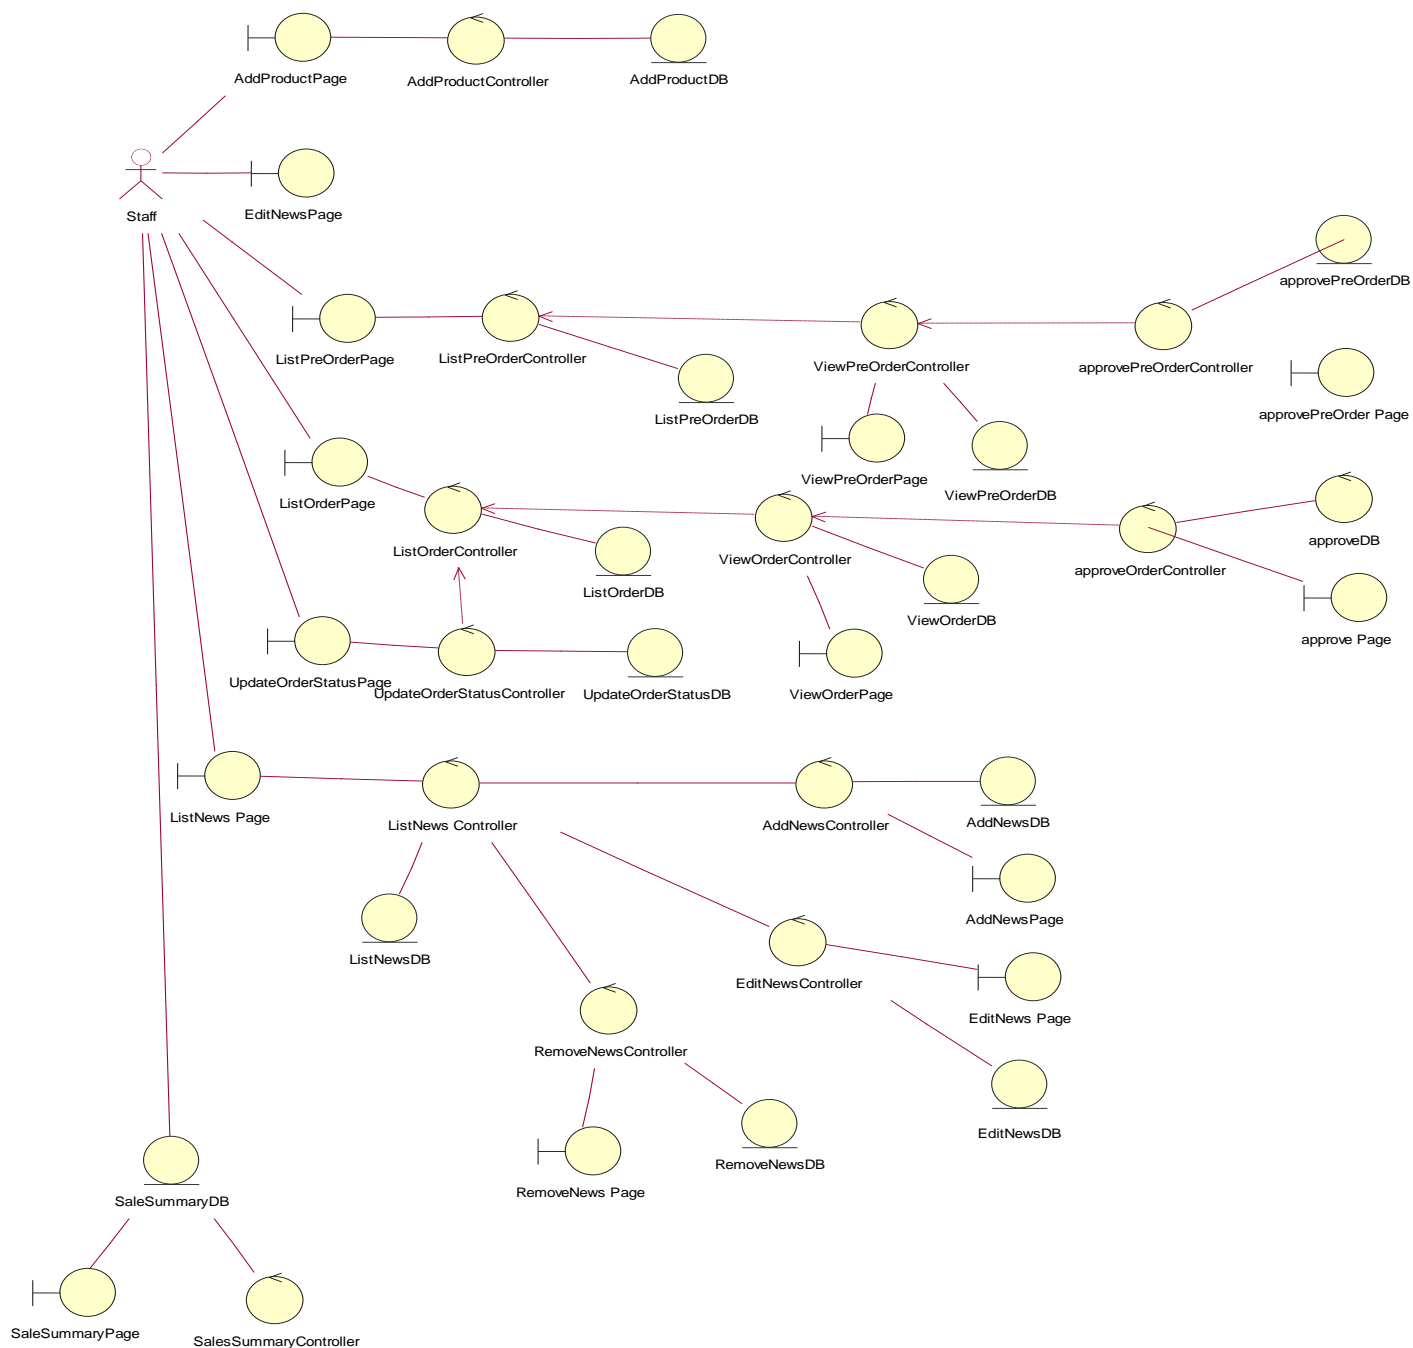 AddProductPage
AddProductController
AddProductDB
Staff
EditNewsPage
approvePreOrderDB
ListPreOrderPage
ListPreOrderController
ViewPreOrderController
approvePreOrderController
ListPreOrderDB
approvePreOrder Page
ViewPreOrderPage
ViewPreOrderDB
ListOrderPage
ListOrderController
ViewOrderController
approveOrderController
approveDB
ListOrderDB
ViewOrderDB
approve Page
UpdateOrderStatusPage
UpdateOrderStatusController
UpdateOrderStatusDB
ViewOrderPage
ListNews Page
ListNews Controller
AddNewsController
AddNewsDB
AddNewsPage
ListNewsDB
EditNewsController
EditNews Page
RemoveNewsController
EditNewsDB
RemoveNewsDB
RemoveNews Page
SaleSummaryDB
SaleSummaryPage
SalesSummaryController